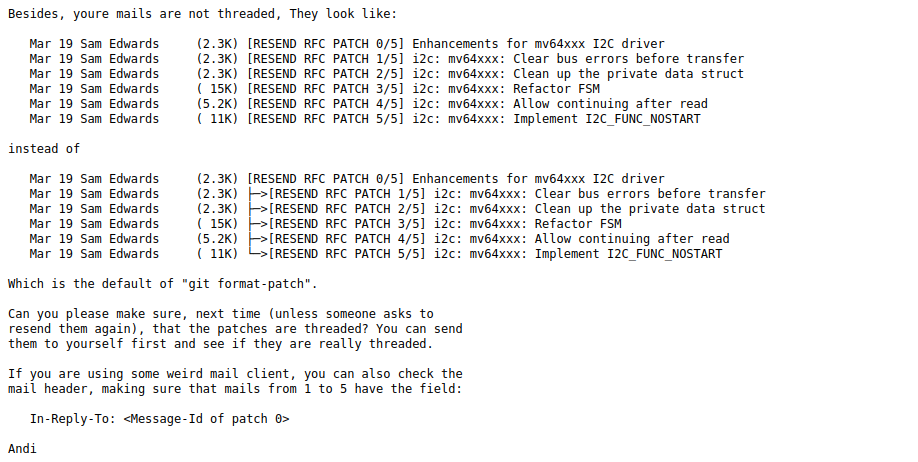 Besides, youre mails are not threaded, They look like:

   Mar 19 Sam Edwards     (2.3K) [RESEND RFC PATCH 0/5] Enhancements for mv64xxx I2C driver
   Mar 19 Sam Edwards     (2.3K) [RESEND RFC PATCH 1/5] i2c: mv64xxx: Clear bus errors before transfer
   Mar 19 Sam Edwards     (2.3K) [RESEND RFC PATCH 2/5] i2c: mv64xxx: Clean up the private data struct
   Mar 19 Sam Edwards     ( 15K) [RESEND RFC PATCH 3/5] i2c: mv64xxx: Refactor FSM
   Mar 19 Sam Edwards     (5.2K) [RESEND RFC PATCH 4/5] i2c: mv64xxx: Allow continuing after read
   Mar 19 Sam Edwards     ( 11K) [RESEND RFC PATCH 5/5] i2c: mv64xxx: Implement I2C_FUNC_NOSTART

instead of

   Mar 19 Sam Edwards     (2.3K) [RESEND RFC PATCH 0/5] Enhancements for mv64xxx I2C driver
   Mar 19 Sam Edwards     (2.3K) ├─>[RESEND RFC PATCH 1/5] i2c: mv64xxx: Clear bus errors before transfer
   Mar 19 Sam Edwards     (2.3K) ├─>[RESEND RFC PATCH 2/5] i2c: mv64xxx: Clean up the private data struct
   Mar 19 Sam Edwards     ( 15K) ├─>[RESEND RFC PATCH 3/5] i2c: mv64xxx: Refactor FSM
   Mar 19 Sam Edwards     (5.2K) ├─>[RESEND RFC PATCH 4/5] i2c: mv64xxx: Allow continuing after read
   Mar 19 Sam Edwards     ( 11K) └─>[RESEND RFC PATCH 5/5] i2c: mv64xxx: Implement I2C_FUNC_NOSTART

Which is the default of "git format-patch".

Can you please make sure, next time (unless someone asks to
resend them again), that the patches are threaded? You can send
them to yourself first and see if they are really threaded.

If you are using some weird mail client, you can also check the
mail header, making sure that mails from 1 to 5 have the field:

   In-Reply-To: <Message-Id of patch 0>

Andi